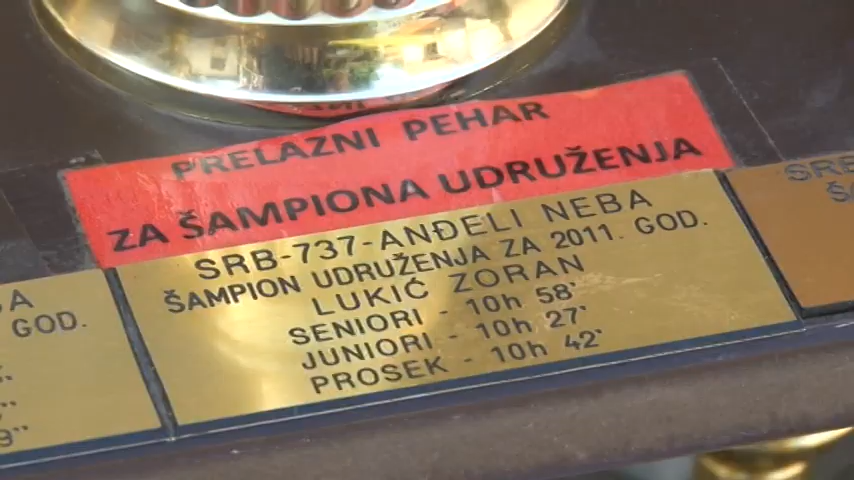 PRELAZNI PEHAR
ZA ŠAMPIONA UDRUŽENJA
SRB-737-ANĐELI NEBA
ŠAMPION UDRUŽENJA ZA 2011. GOD.
LUKIĆ ZORAN
SENIORI - 10h 58'
JUNIORI - 10h 27'
PROSEK - 10h 42'
GOD.
SRB